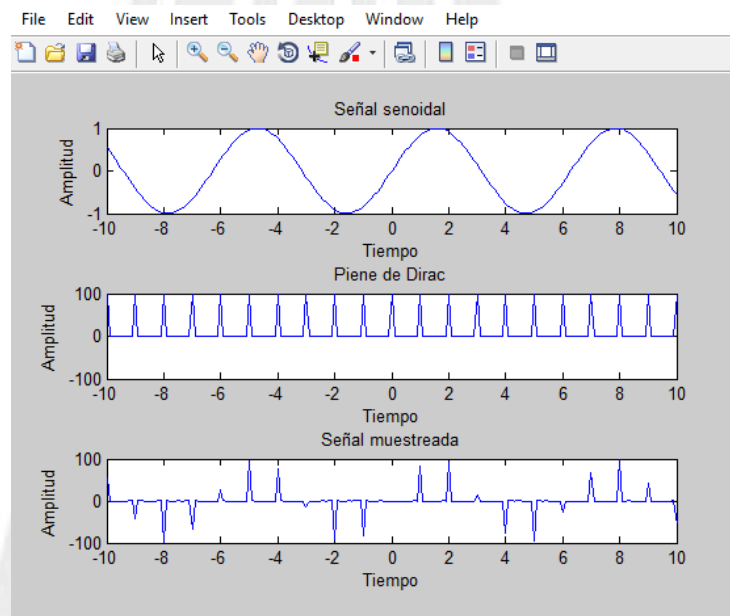 File Edit View Insert Tools Desktop Window Help
Señal senoidal
Amplitud
1
0
-1
-10 -8 -6 -4 -2 0 2 4 6 8 10
Tiempo
Piene de Dirac
Amplitud
100
0
-100
-10 -8 -6 -4 -2 0 2 4 6 8 10
Tiempo
Señal muestreada
Amplitud
100
0
-100
-10 -8 -6 -4 -2 0 2 4 6 8 10
Tiempo